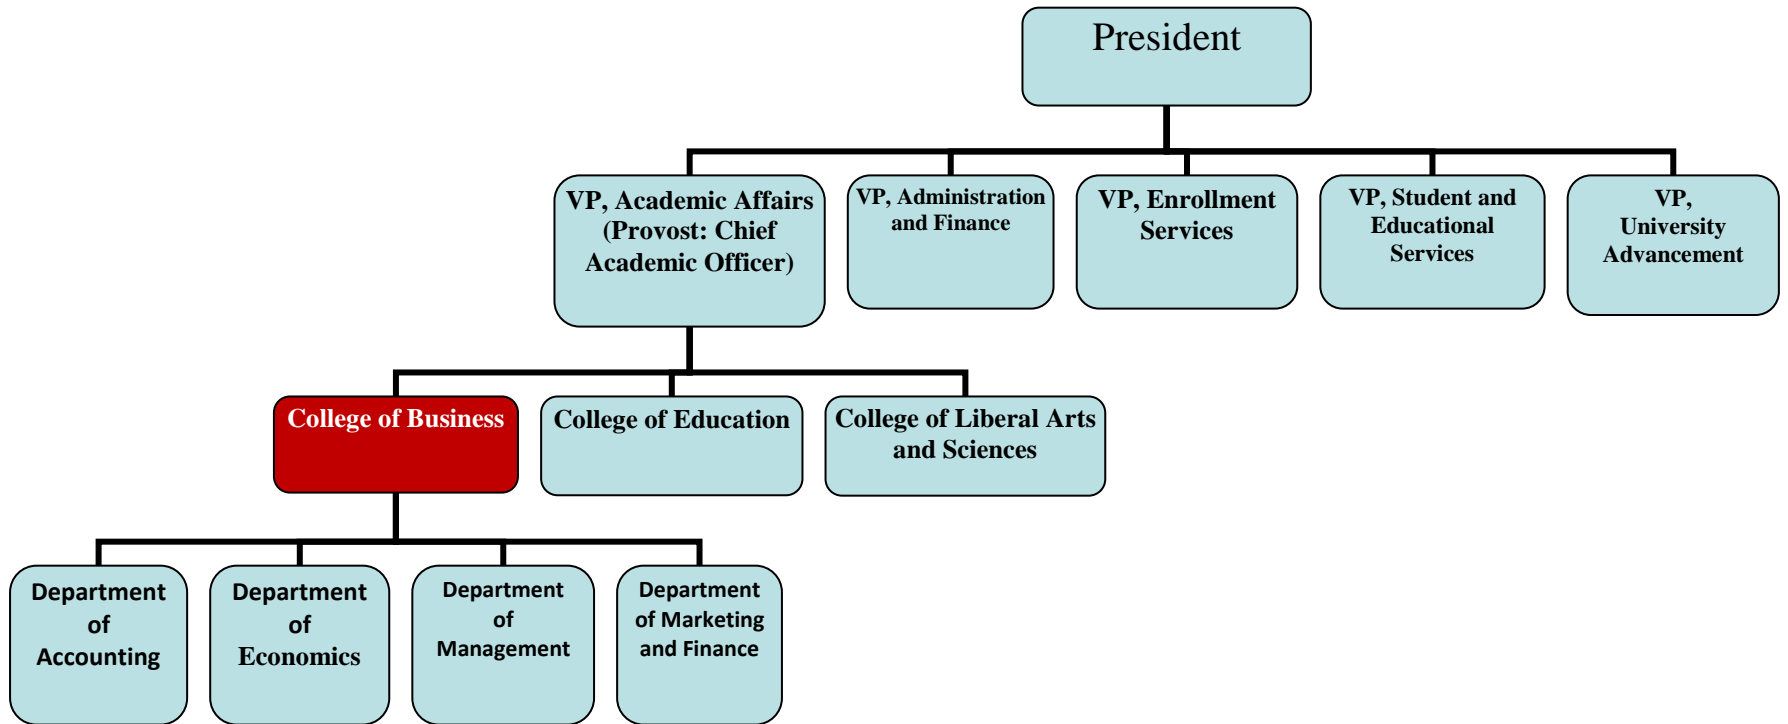 President
VP, Academic Affairs
(Provost: Chief
Academic Officer)
VP, Administration
and Finance
VP, Enrollment
Services
VP, Student and
Educational
Services
VP,
University
Advancement
College of Business
College of Education
College of Liberal Arts
and Sciences
Department
of
Accounting
Department
of
Economics
Department
of
Management
Department
of Marketing
and Finance